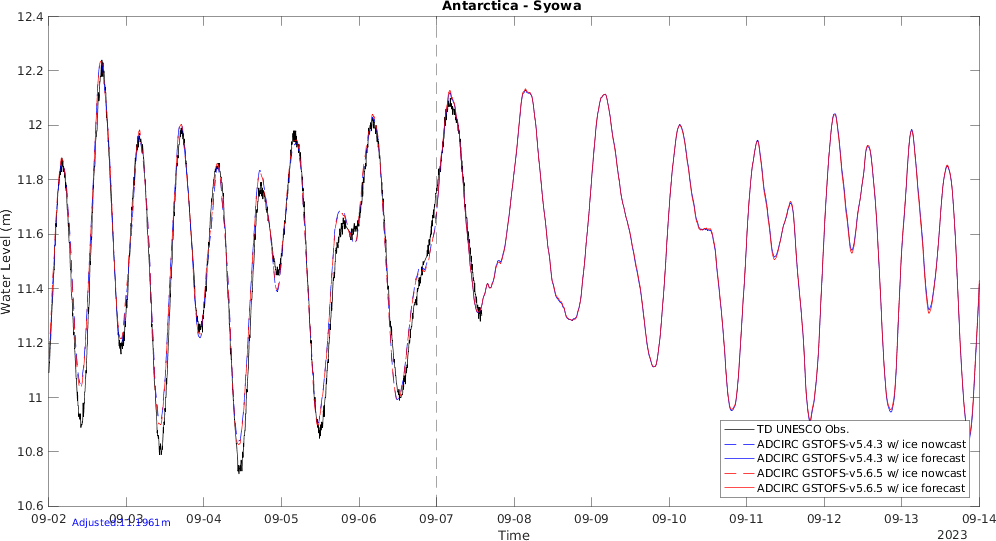 Antarctica - Syowa
12.4
12.2
12
11.8
11.6
11.4
11.2
11
10.8
10.6
Water Level (m)
TD UNESCO Obs.
ADCIRC GSTOFS-v5.4.3 w/ ice nowcast
ADCIRC GSTOFS-v5.4.3 w/ ice forecast
ADCIRC GSTOFS-v5.6.5 w/ ice nowcast
ADCIRC GSTOFS-v5.6.5 w/ ice forecast
09-02 09-03 09-04 09-05 09-06 09-07 09-08 09-09 09-10 09-11 09-12 09-13 09-14
Adjusted:11.1961m
Time
2023